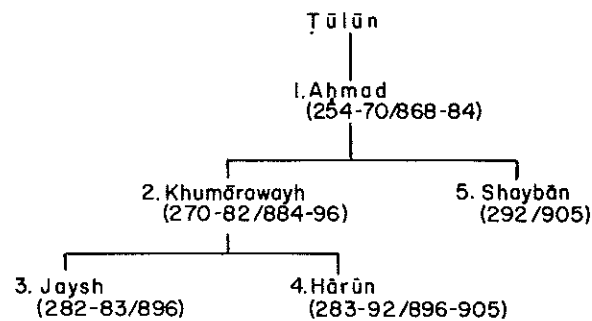 Ṭūlūn
1. Aḥmad
(254-70/868-84)
2. Khumārawayh
(270-82/884-96)
5. Shaybān
(292/905)
3. Jaysh
(282-83/896)
4. Hārūn
(283-92/896-905)